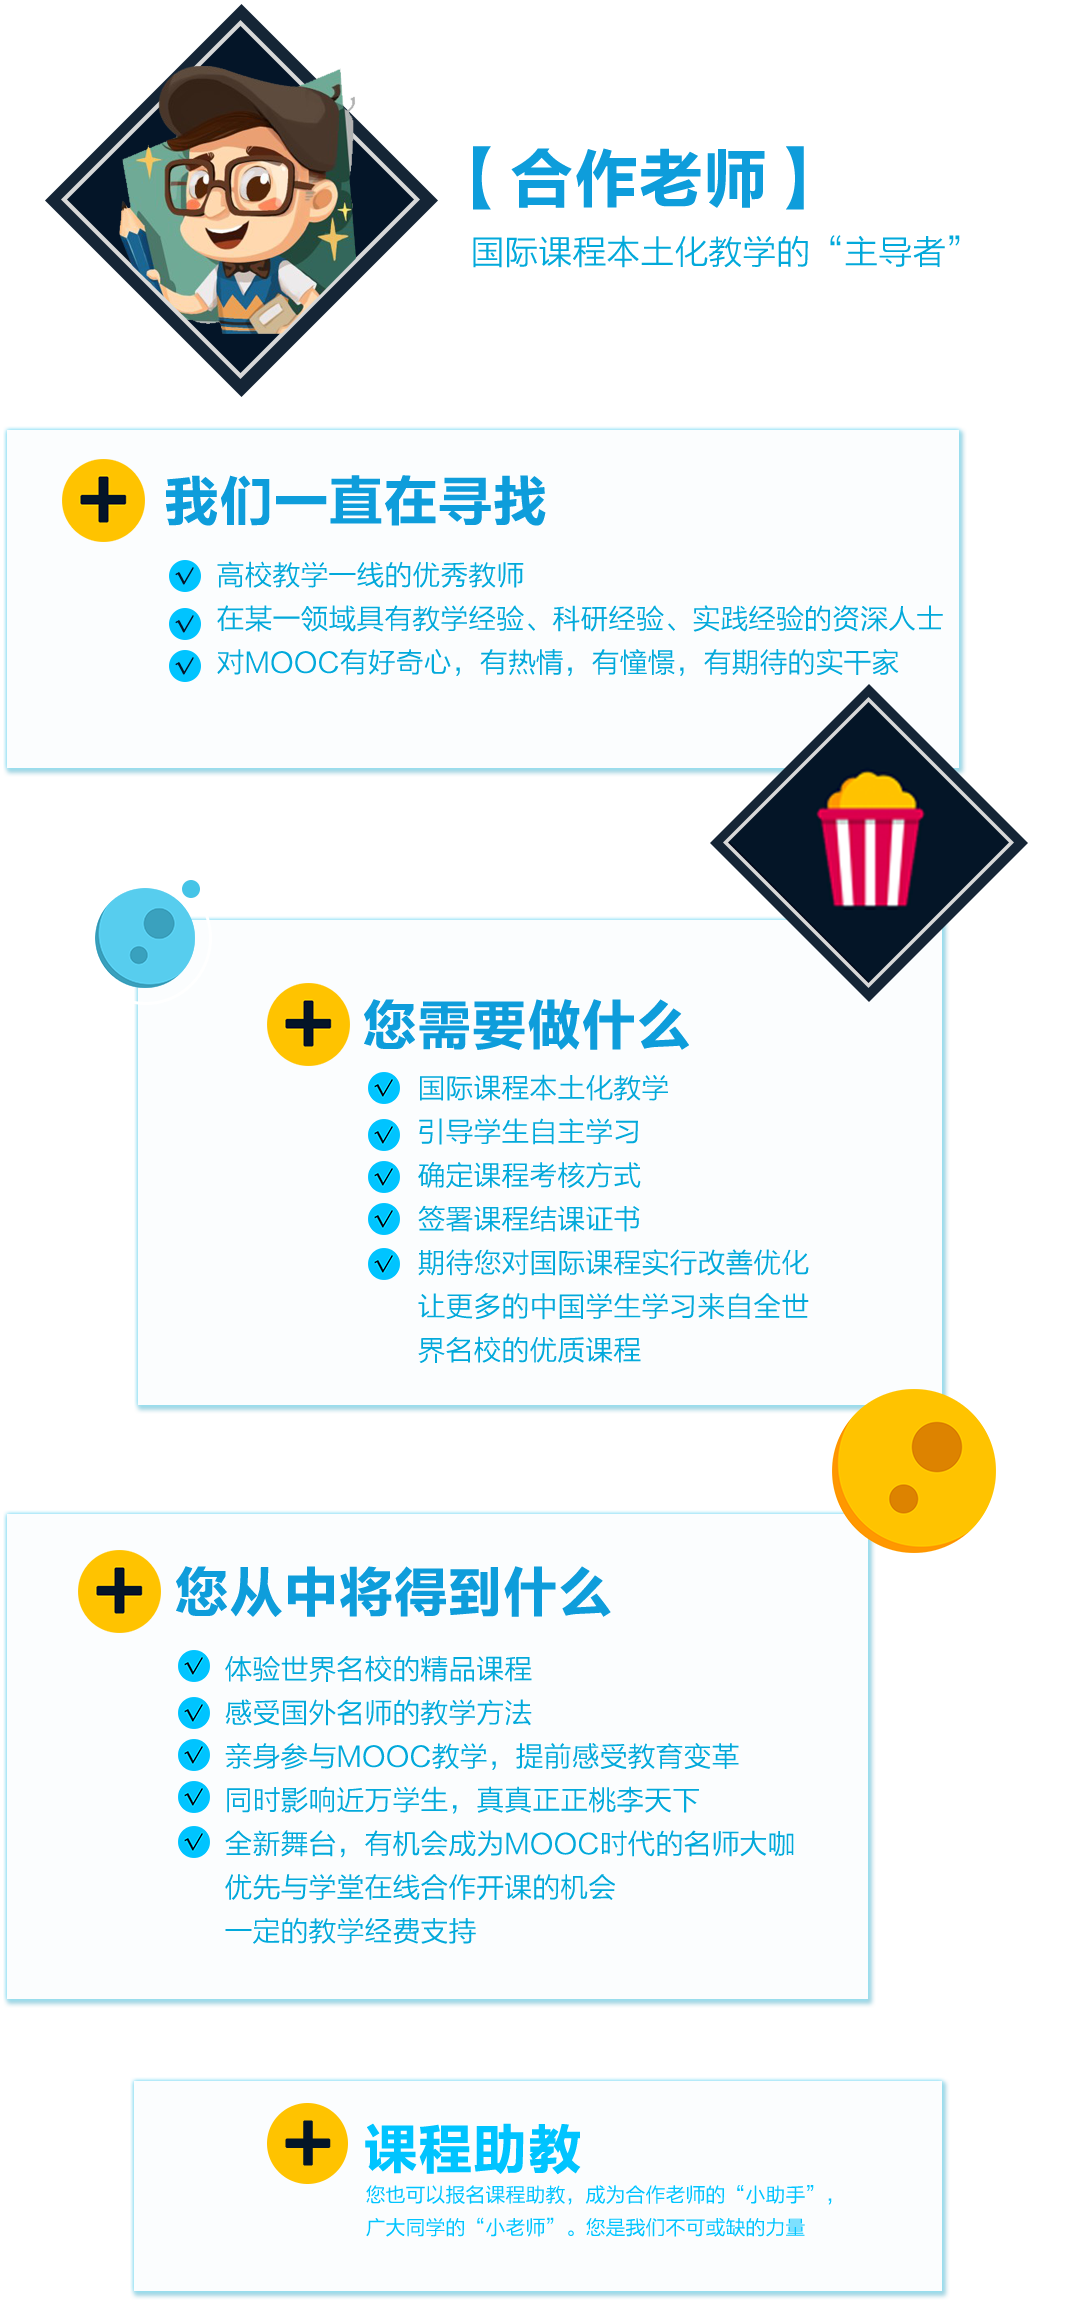 【合作老师】
国际课程本土化教学的“主导者”
我们一直在寻找
高校教学一线的优秀教师
在某一领域具有教学经验、科研经验、实践经验的资深人士
对MOOC有好奇心，有热情，有憧憬，有期待的实干家
您需要做什么
国际课程本土化教学
引导学生自主学习
确定课程考核方式
签署课程结课证书
期待您对国际课程实行改善优化
让更多的中国学生学习来自全世
界名校的优质课程
您从中将得到什么
体验世界名校的精品课程
感受国外名师的教学方法
亲身参与MOOC教学，提前感受教育变革
同时影响近万学生，真真正正桃李天下
全新舞台，有机会成为MOOC时代的名师大咖
优先与学堂在线合作开课的机会
一定的教学经费支持
课程助教
您也可以报名课程助教，成为合作老师的“小助手”，
广大同学的“小老师”。您是我们不可或缺的力量